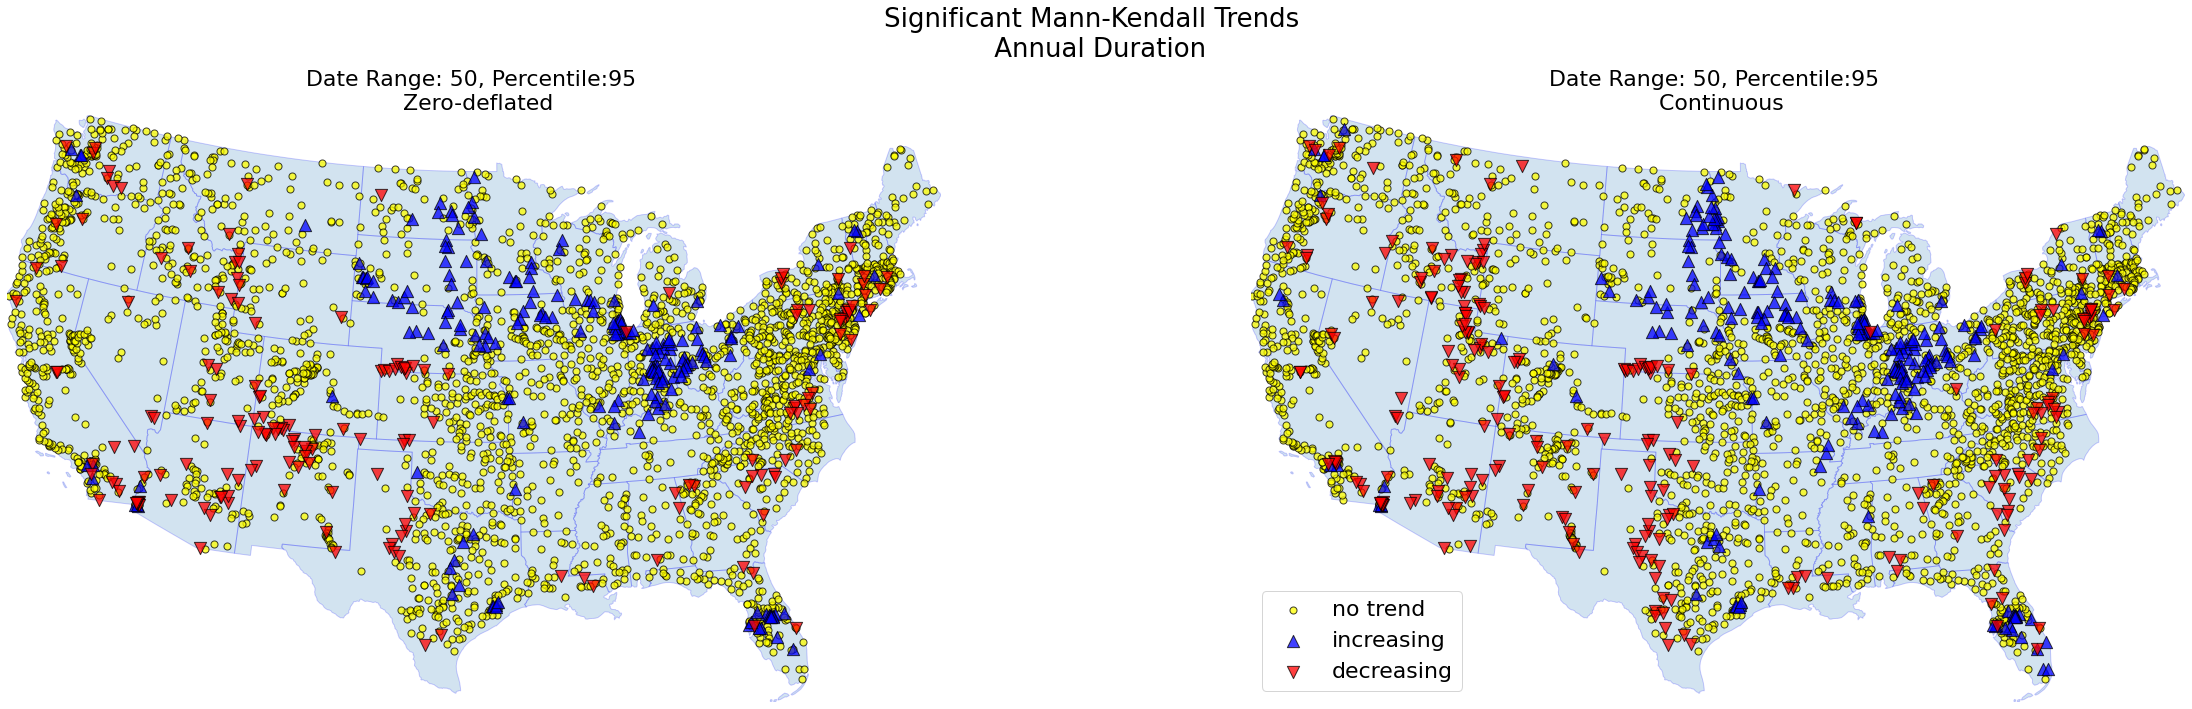 Significant Mann-Kendall Trends
Annual Duration
Date Range: 50, Percentile:95
Zero-deflated
Date Range: 50, Percentile:95
Continuous
no trend
increasing
decreasing